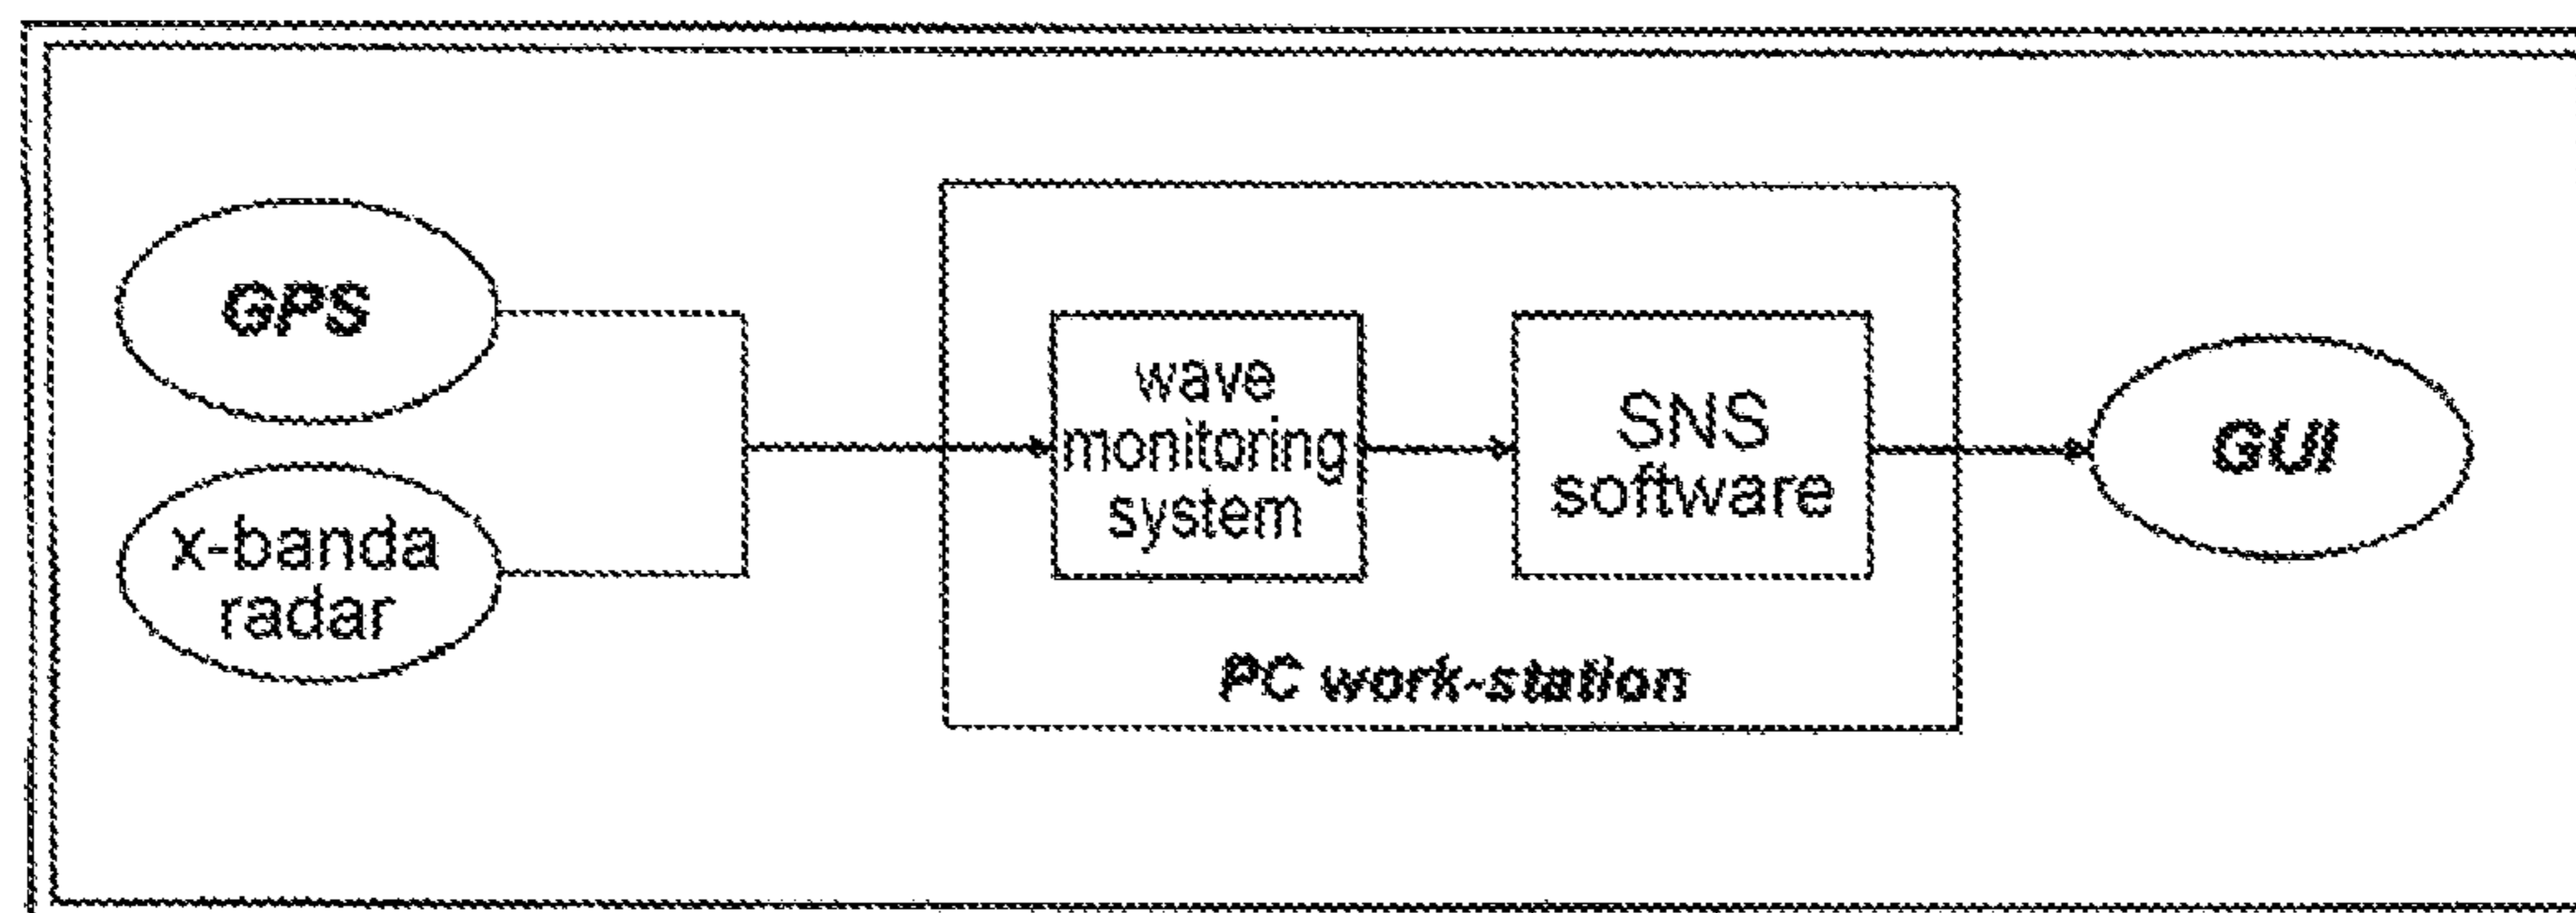 GPS
x-banda
radar
wave
monitoring
system
SNS
software
PC work-station
GUI